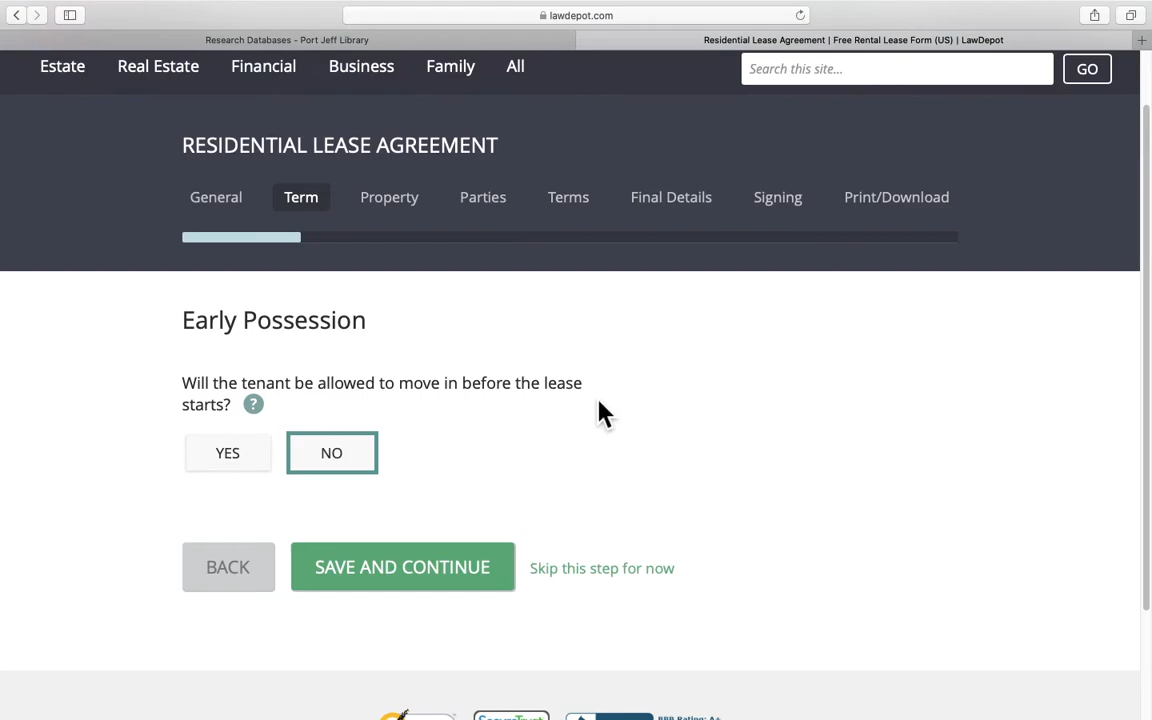 lawdepot.com
Research Databases - Port Jeff Library
Residential Lease Agreement | Free Rental Lease Form (US) | LawDepot
Estate Real Estate Financial Business Family All
Search this site...
GO
RESIDENTIAL LEASE AGREEMENT
General Term Property Parties Terms Final Details Signing Print/Download
Early Possession
Will the tenant be allowed to move in before the lease
starts? ?
YES NO
BACK SAVE AND CONTINUE Skip this step for now